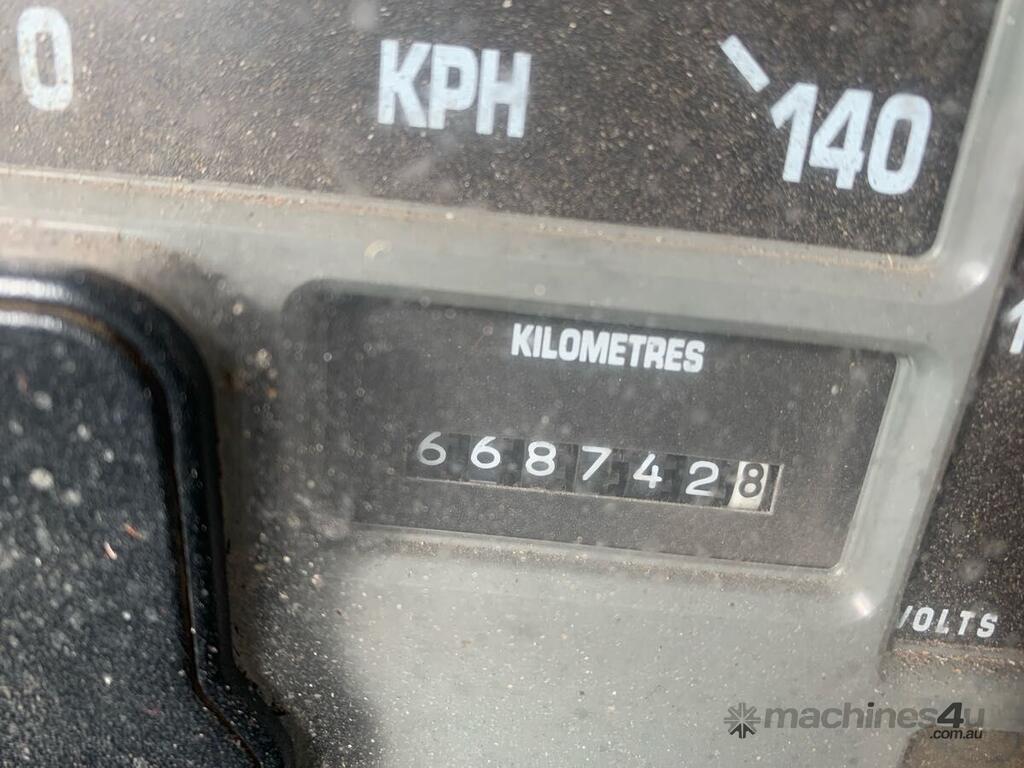 0 KPH 140
KILOMETRES
6687428
VOLTS
machines4u
.com.au